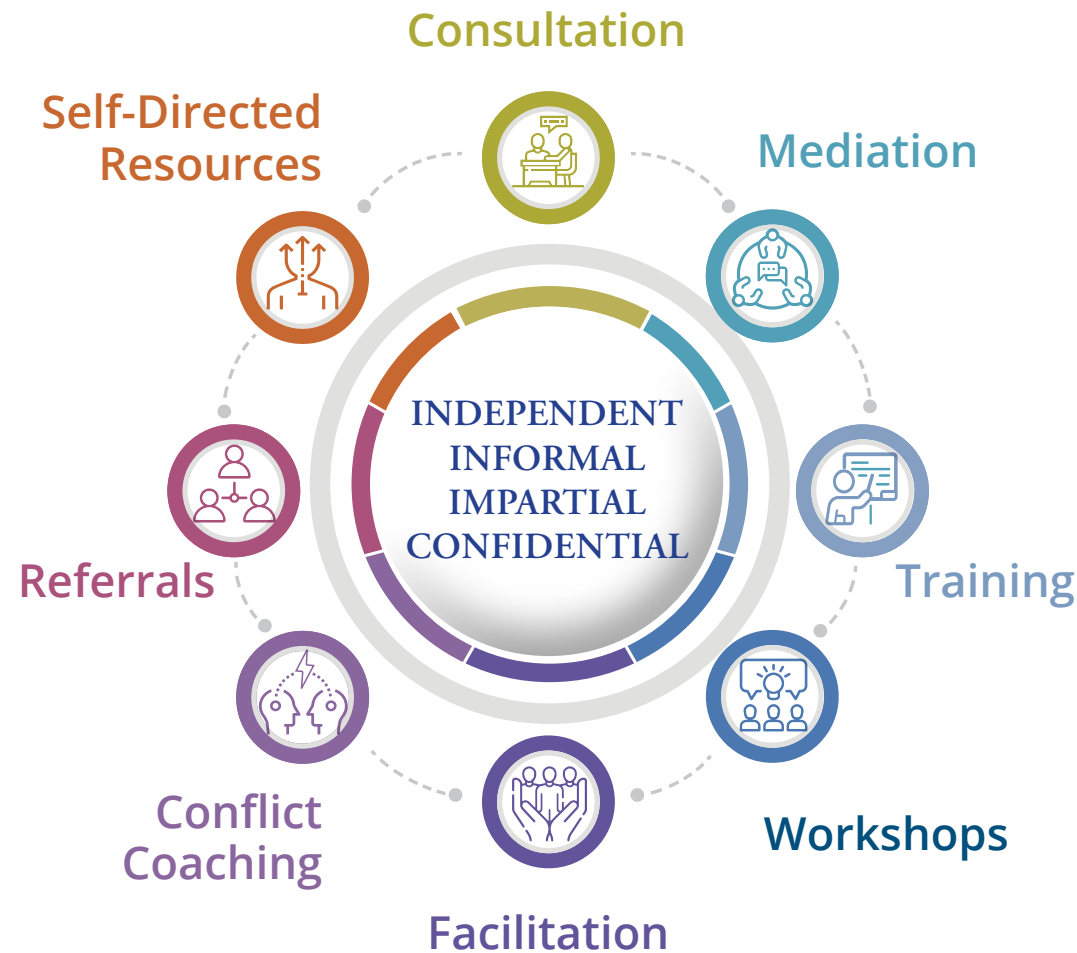 Consultation
Self-Directed
Resources
Mediation
INDEPENDENT
INFORMAL
IMPARTIAL
CONFIDENTIAL
Referrals
Training
Conflict
Coaching
Workshops
Facilitation